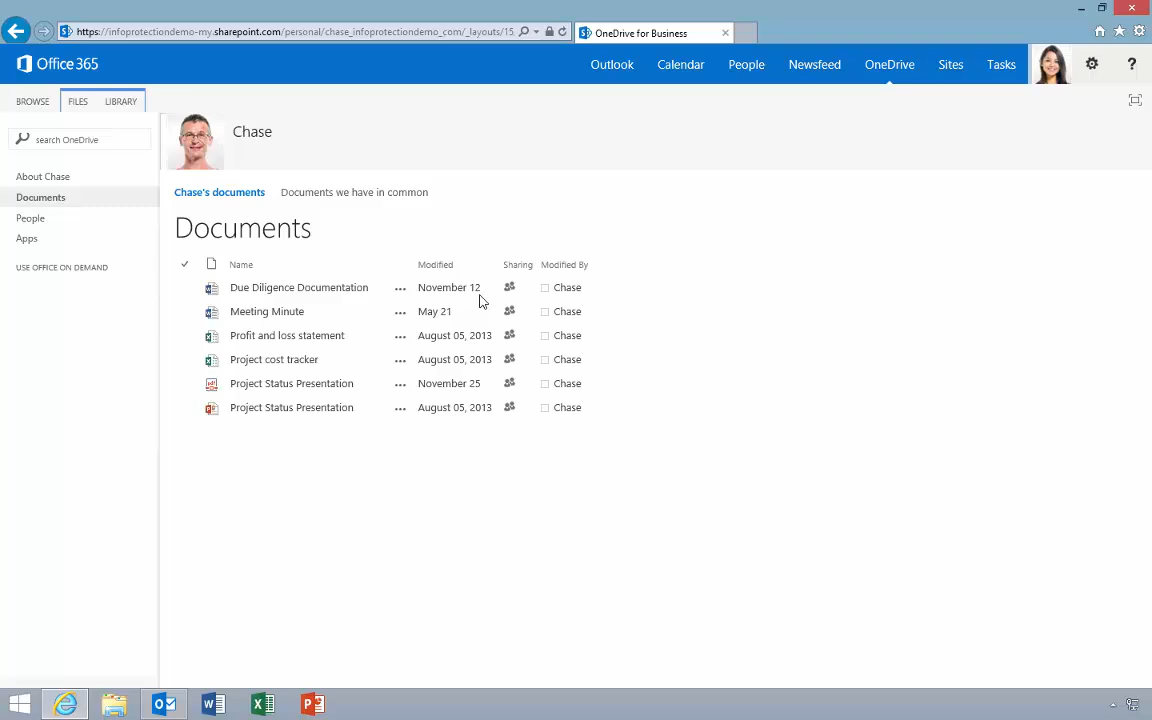 https://infoprotectiondemo-my.sharepoint.com/personal/chase_infoprotectiondemo_com/_layouts/15
OneDrive for Business
Office 365
Outlook Calendar People Newsfeed OneDrive Sites Tasks ?
BROWSE FILES LIBRARY
search OneDrive
Chase
About Chase
Documents
People
Apps
USE OFFICE ON DEMAND
Chase's documents Documents we have in common
Documents
Name Modified Sharing Modified By
Due Diligence Documentation ... November 12 Chase
Meeting Minute ... May 21 Chase
Profit and loss statement ... August 05, 2013 Chase
Project cost tracker ... August 05, 2013 Chase
Project Status Presentation ... November 25 Chase
Project Status Presentation ... August 05, 2013 Chase